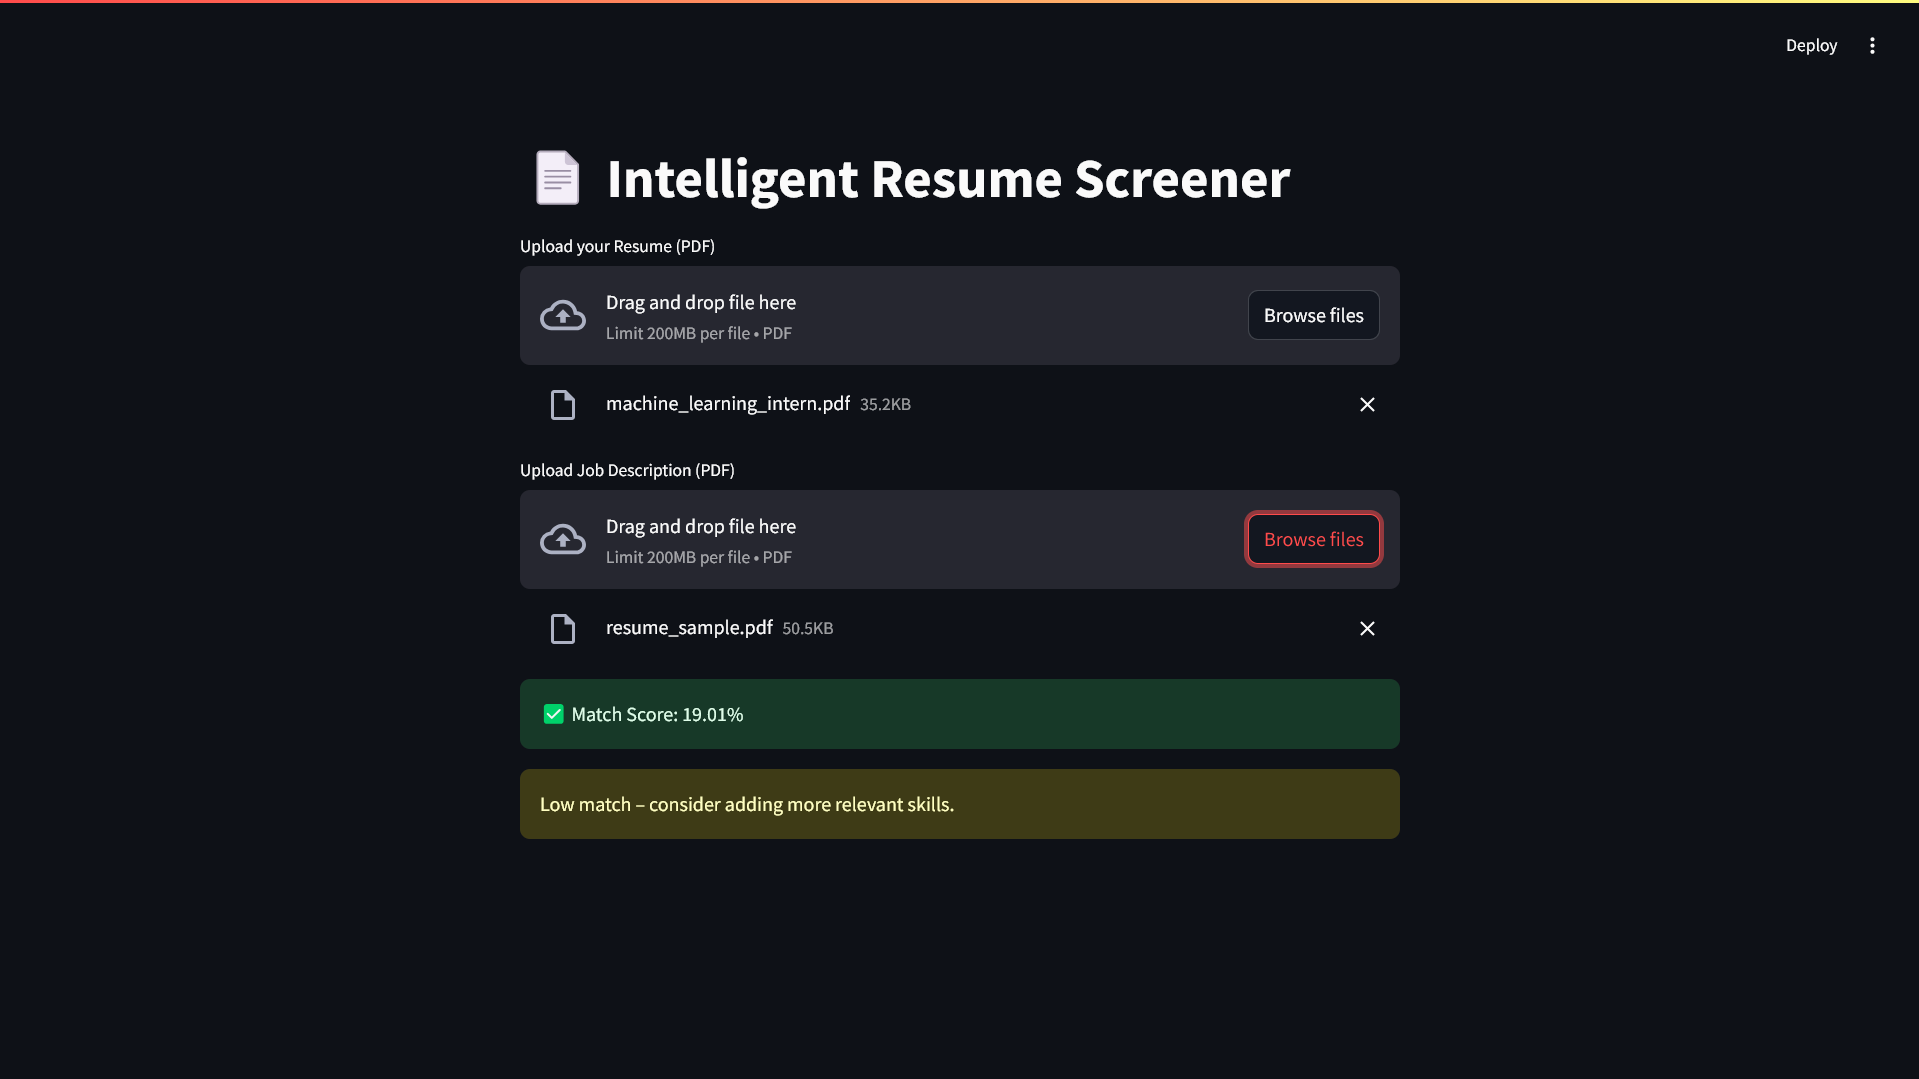 Deploy
Intelligent Resume Screener
Upload your Resume (PDF)
Drag and drop file here
Limit 200MB per file • PDF
Browse files
machine_learning_intern.pdf 35.2KB
Upload Job Description (PDF)
Drag and drop file here
Limit 200MB per file • PDF
Browse files
resume_sample.pdf 50.5KB
✅ Match Score: 19.01%
Low match – consider adding more relevant skills.